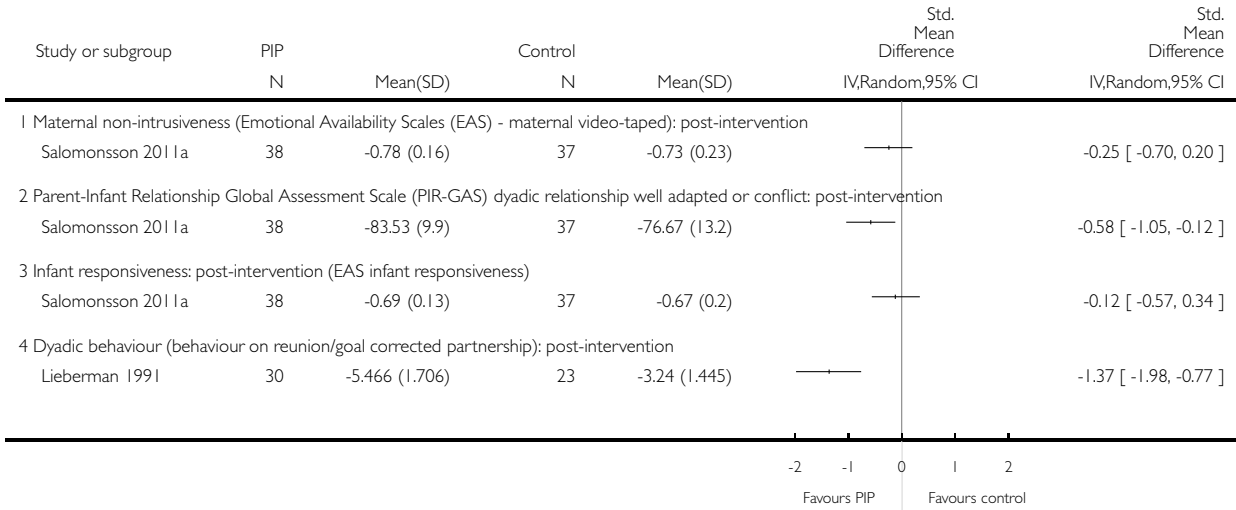 Std. Mean Difference
Std. Mean Difference
Study or subgroup PIP Control
N Mean(SD) N Mean(SD) IV,Random,95% CI IV,Random,95% CI
1 Maternal non-intrusiveness (Emotional Availability Scales (EAS) - maternal video-taped): post-intervention
Salomonsson 2011a 38 -0.78 (0.16) 37 -0.73 (0.23) -0.25 [ -0.70, 0.20 ]
2 Parent-Infant Relationship Global Assessment Scale (PIR-GAS) dyadic relationship well adapted or conflict: post-intervention
Salomonsson 2011a 38 -83.53 (9.9) 37 -76.67 (13.2) -0.58 [ -1.05, -0.12 ]
3 Infant responsiveness: post-intervention (EAS infant responsiveness)
Salomonsson 2011a 38 -0.69 (0.13) 37 -0.67 (0.2) -0.12 [ -0.57, 0.34 ]
4 Dyadic behaviour (behaviour on reunion/goal corrected partnership): post-intervention
Lieberman 1991 30 -5.466 (1.706) 23 -3.24 (1.445) -1.37 [ -1.98, -0.77 ]
-2 -1 0 1 2
Favours PIP Favours control